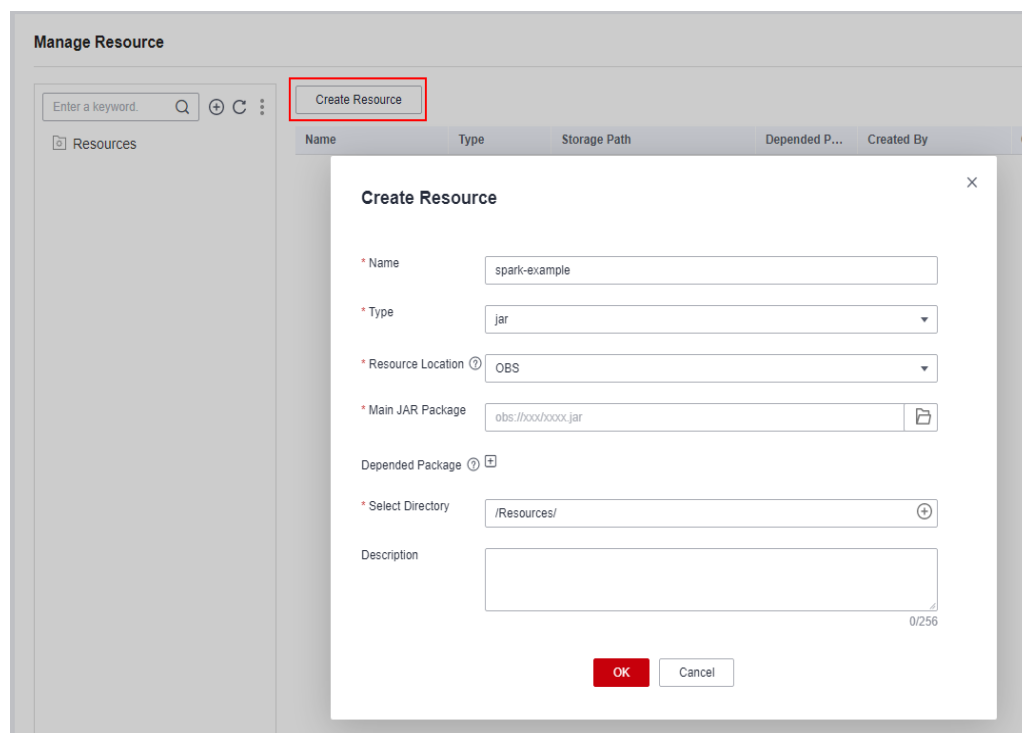 Manage Resource
Enter a keyword.
Create Resource
Resources
Name Type Storage Path Depended P... Created By
Create Resource
* Name
spark-example
* Type
jar
* Resource Location
OBS
* Main JAR Package
obs://xxx/xxxx.jar
Depended Package
* Select Directory
/Resources/
Description
0/256
OK Cancel